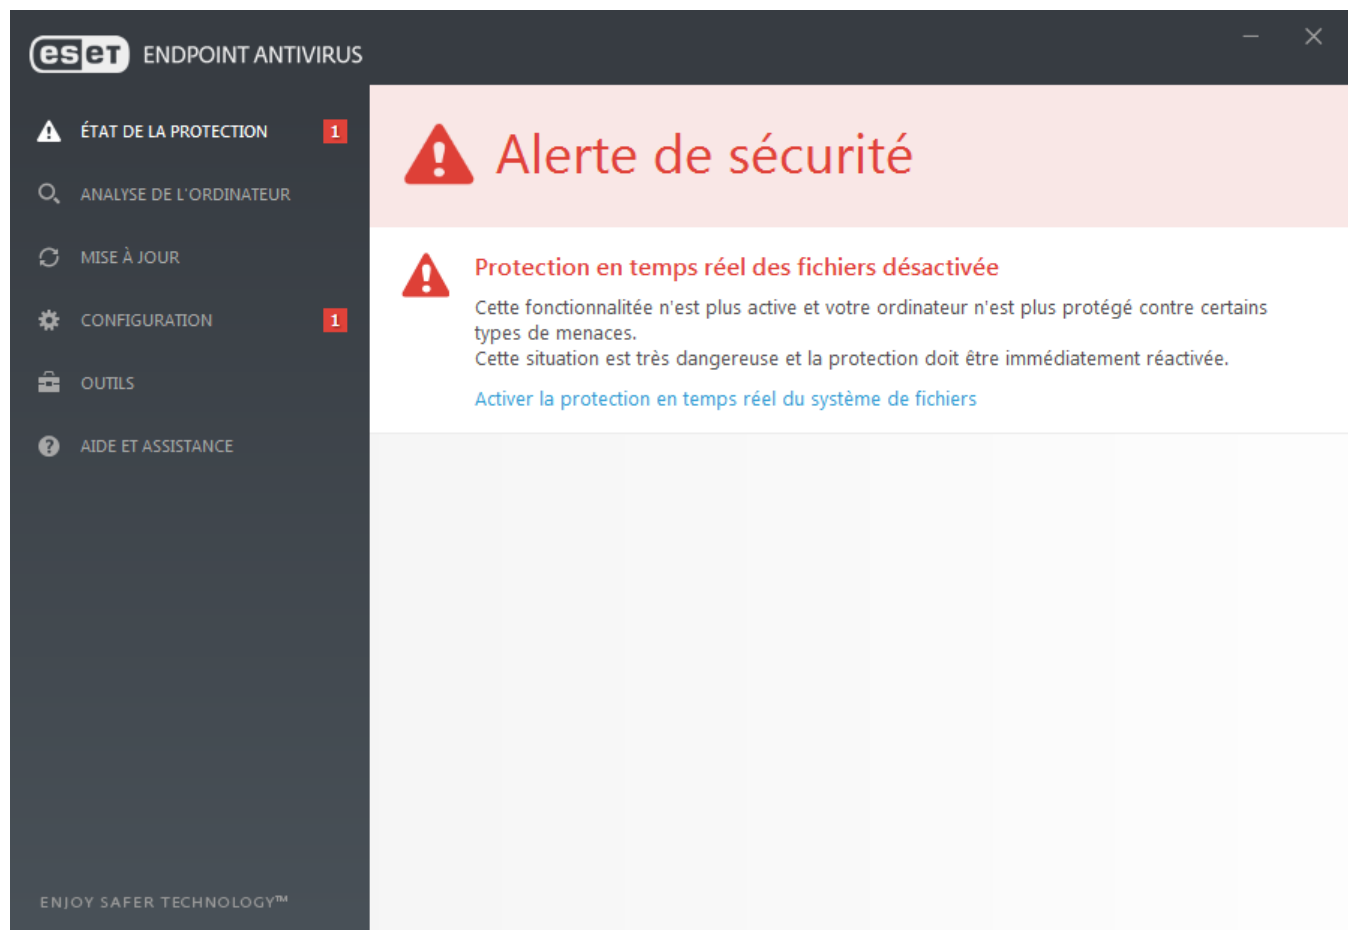 eset ENDPOINT ANTIVIRUS
ÉTAT DE LA PROTECTION 1
ANALYSE DE L'ORDINATEUR
MISE À JOUR
CONFIGURATION 1
OUTILS
AIDE ET ASSISTANCE
ENJOY SAFER TECHNOLOGY™
Alerte de sécurité
Protection en temps réel des fichiers désactivée
Cette fonctionnalitée n'est plus active et votre ordinateur n'est plus protégé contre certains
types de menaces.
Cette situation est très dangereuse et la protection doit être immédiatement réactivée.
Activer la protection en temps réel du système de fichiers